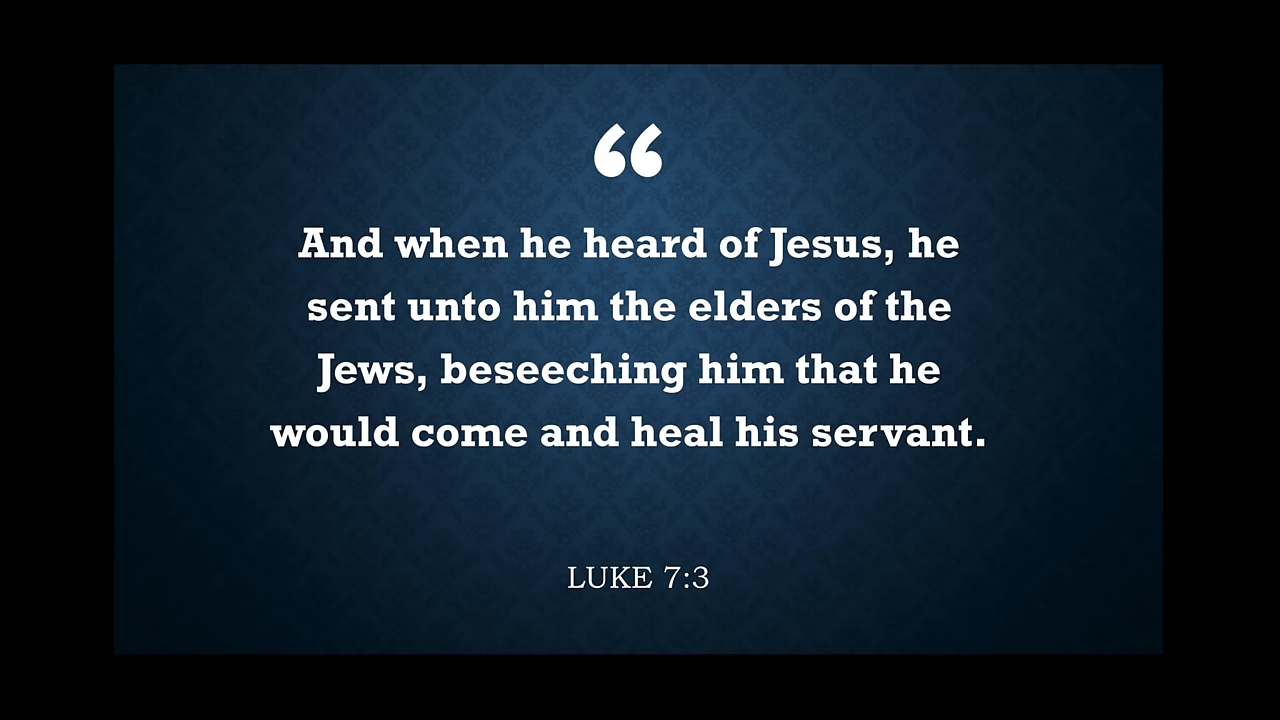 “
And when he heard of Jesus, he
sent unto him the elders of the
Jews, beseeching him that he
would come and heal his servant.
LUKE 7:3